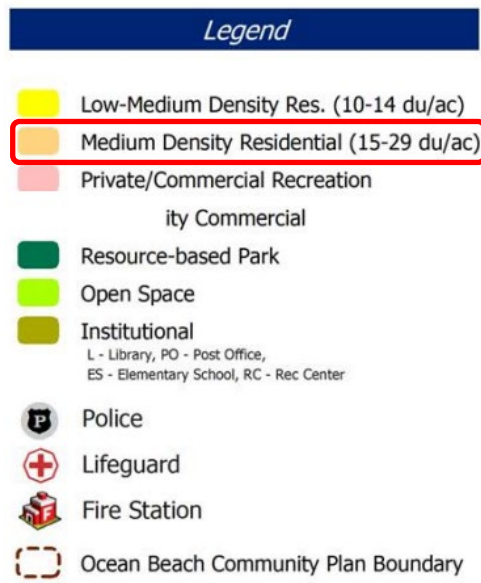 Legend
Low-Medium Density Res. (10-14 du/ac)
Medium Density Residential (15-29 du/ac)
Private/Commercial Recreation
ity Commercial
Resource-based Park
Open Space
Institutional
L - Library, PO - Post Office,
ES - Elementary School, RC - Rec Center
P
Police
Lifeguard
F
Fire Station
Ocean Beach Community Plan Boundary